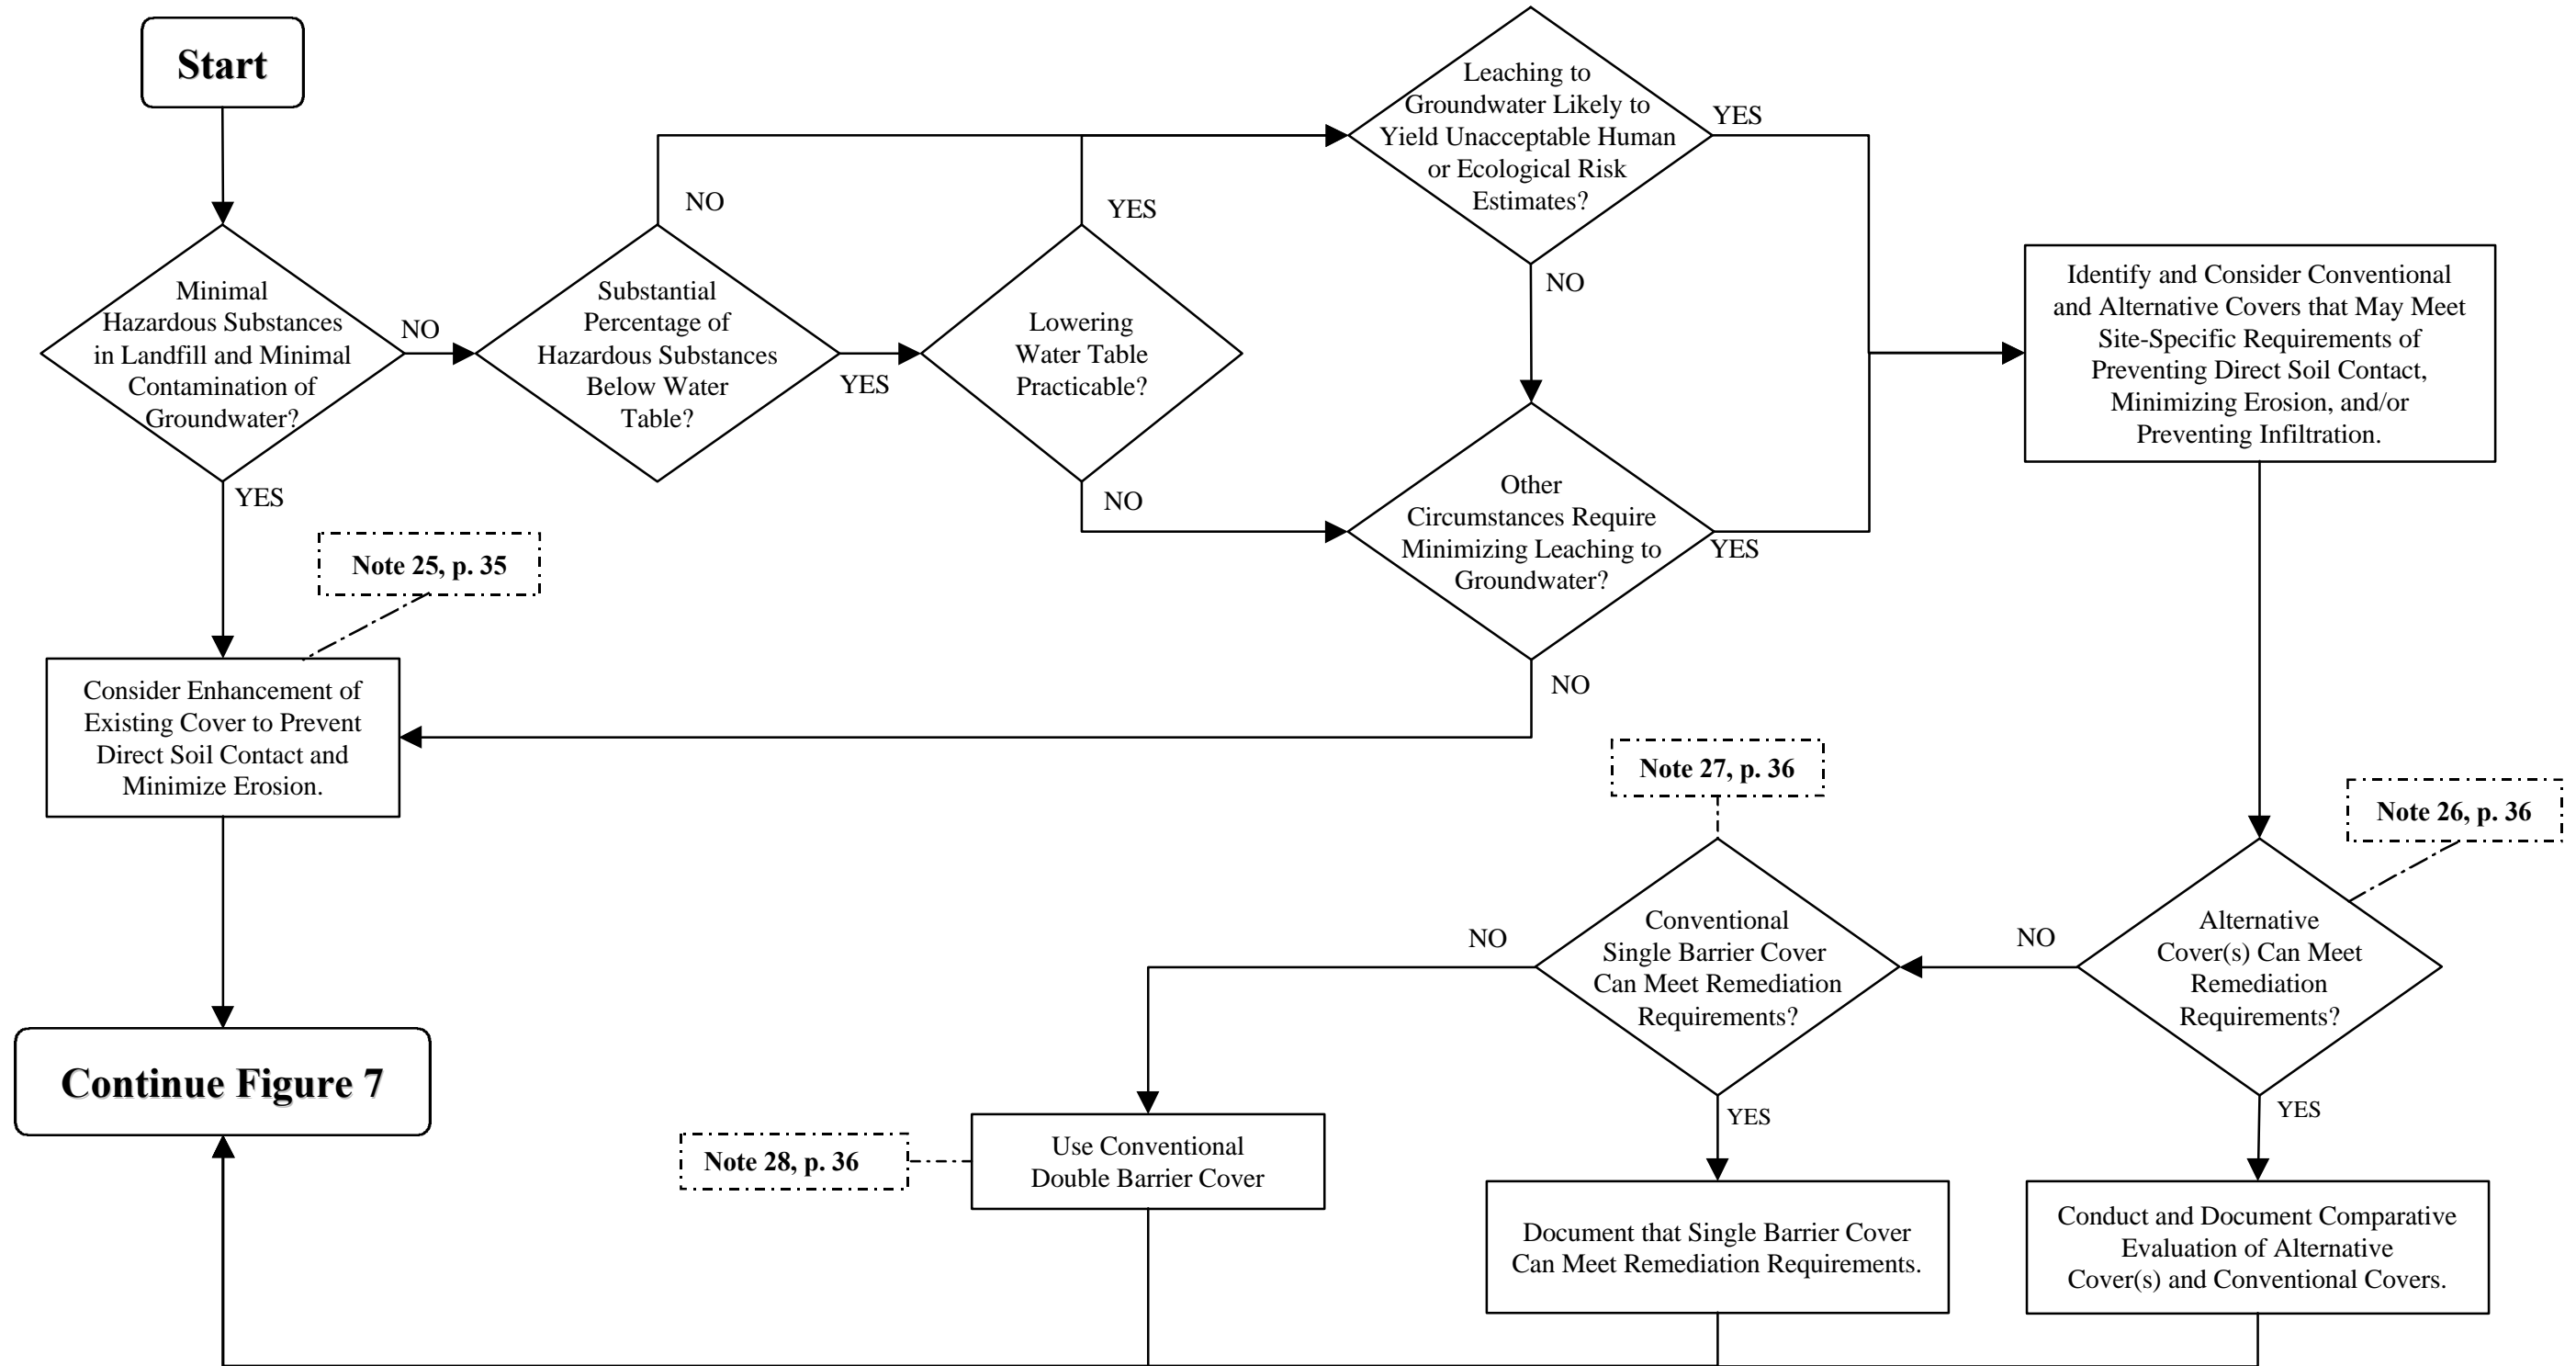 Start
Leaching to
Groundwater Likely to
Yield Unacceptable Human
or Ecological Risk
Estimates?
YES
NO
NO
YES
Minimal
Hazardous Substances
in Landfill and Minimal
Contamination of
Groundwater?
NO
YES
Substantial
Percentage of
Hazardous Substances
Below Water
Table?
YES
Lowering
Water Table
Practicable?
NO
Other
Circumstances Require
Minimizing Leaching to
Groundwater?
YES
NO
Identify and Consider Conventional
and Alternative Covers that May Meet
Site-Specific Requirements of
Preventing Direct Soil Contact,
Minimizing Erosion, and/or
Preventing Infiltration.
Note 25, p. 35
Consider Enhancement of
Existing Cover to Prevent
Direct Soil Contact and
Minimize Erosion.
Note 27, p. 36
Note 26, p. 36
Alternative
Cover(s) Can Meet
Remediation
Requirements?
NO
YES
Conventional
Single Barrier Cover
Can Meet Remediation
Requirements?
NO
YES
Continue Figure 7
Note 28, p. 36
Use Conventional
Double Barrier Cover
Document that Single Barrier Cover
Can Meet Remediation Requirements.
Conduct and Document Comparative
Evaluation of Alternative
Cover(s) and Conventional Covers.